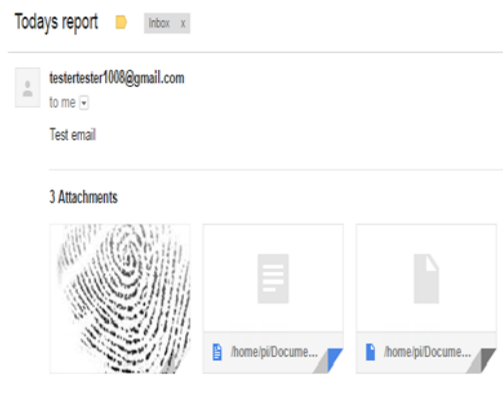 Todays report Inbox x
testertester1008@gmail.com
to me
Test email
3 Attachments
/home/pi/Docume... /home/pi/Docume...